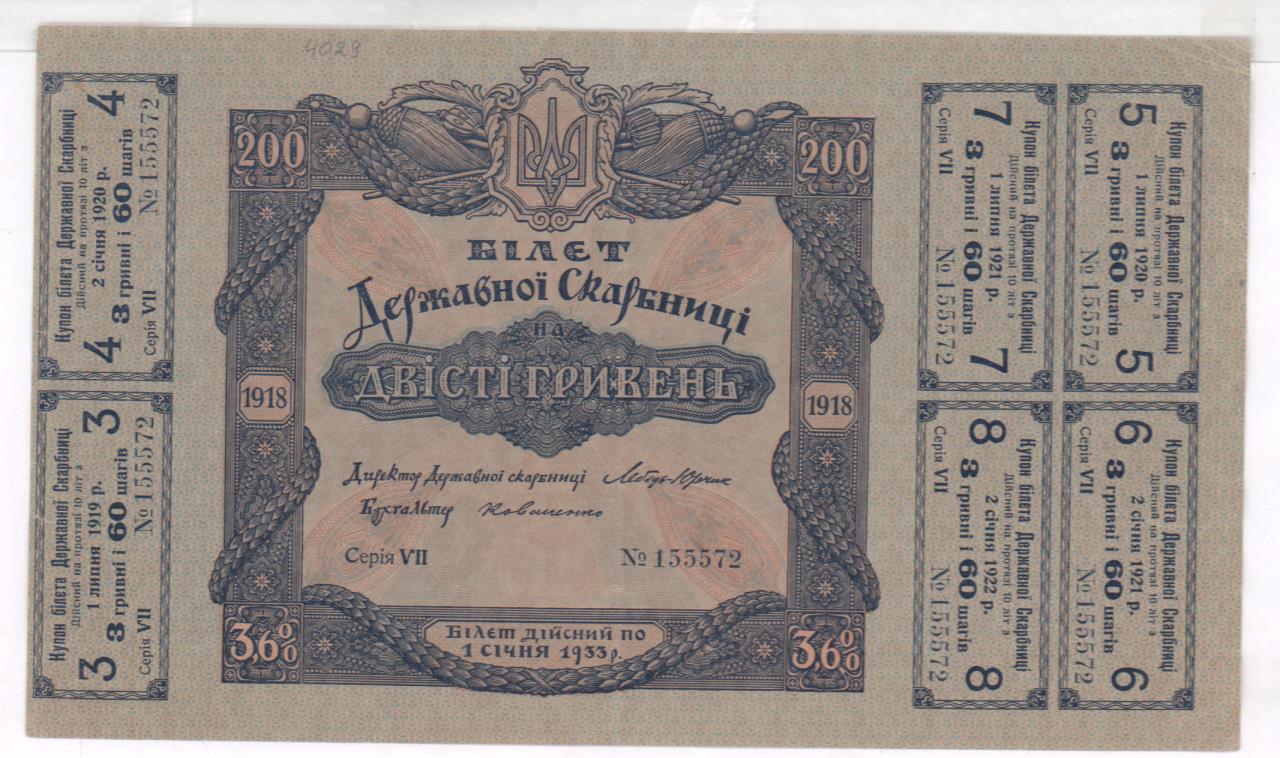 4029
Купон білета Державної Скарбниці
Дійсний на протязі 10 літ з
2 січня 1920 р.
4 3 гривні і 60 шагів 4
Серія VII № 155572
Купон білета Державної Скарбниці
Дійсний на протязі 10 літ з
1 липня 1919 р.
3 3 гривні і 60 шагів 3
Серія VII № 155572
200 200
БІЛЕТ
Державної Скарбниці
НА
ДВІСТІ ГРИВЕНЬ
1918 1918
Директор Державної скарбниці Лебідь-Юрчик
Бухгальтер
Серія VII № 155572
3,6% 3,6%
Білет дійсний по
1 січня 1933 р.
Купон білета Державної Скарбниці
Дійсний на протязі 10 літ з
1 липня 1921 р.
7 3 гривні і 60 шагів 7
Серія VII № 155572
Купон білета Державної Скарбниці
Дійсний на протязі 10 літ з
1 липня 1920 р.
5 3 гривні і 60 шагів 5
Серія VII № 155572
Купон білета Державної Скарбниці
Дійсний на протязі 10 літ з
2 січня 1922 р.
8 3 гривні і 60 шагів 8
Серія VII № 155572
Купон білета Державної Скарбниці
Дійсний на протязі 10 літ з
2 січня 1921 р.
6 3 гривні і 60 шагів 6
Серія VII № 155572